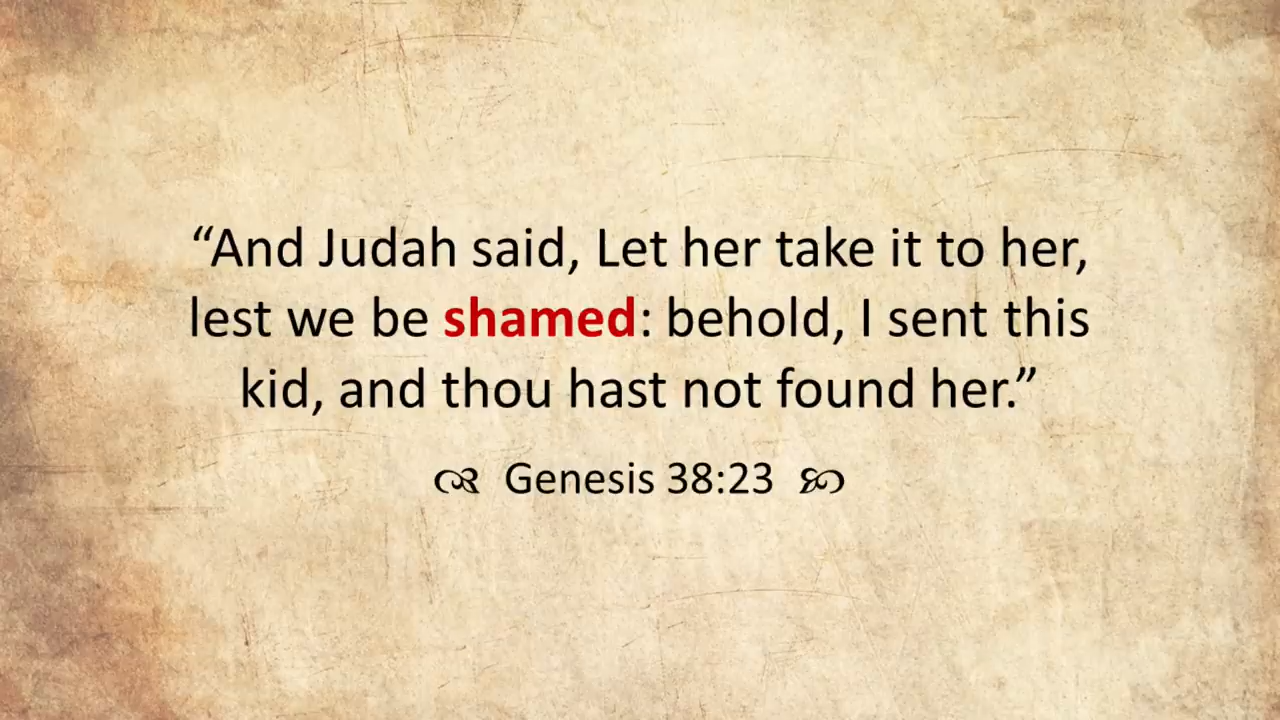 “And Judah said, Let her take it to her,
lest we be shamed: behold, I sent this
kid, and thou hast not found her.”
Genesis 38:23